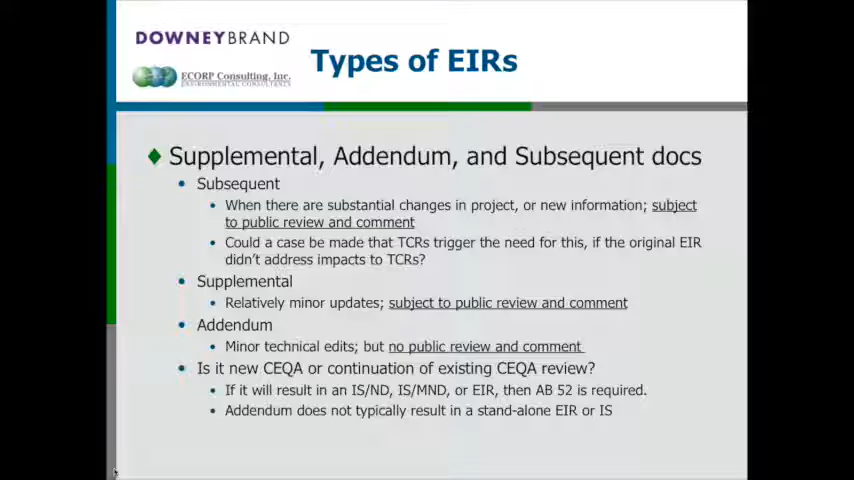 DOWNEYBRAND
ECORP Consulting, Inc.
ENVIRONMENTAL CONSULTANTS
Types of EIRs
Supplemental, Addendum, and Subsequent docs
• Subsequent
• When there are substantial changes in project, or new information; subject
to public review and comment
• Could a case be made that TCRs trigger the need for this, if the original EIR
didn't address impacts to TCRs?
• Supplemental
• Relatively minor updates; subject to public review and comment
• Addendum
• Minor technical edits; but no public review and comment
• Is it new CEQA or continuation of existing CEQA review?
• If it will result in an IS/ND, IS/MND, or EIR, then AB 52 is required.
• Addendum does not typically result in a stand-alone EIR or IS